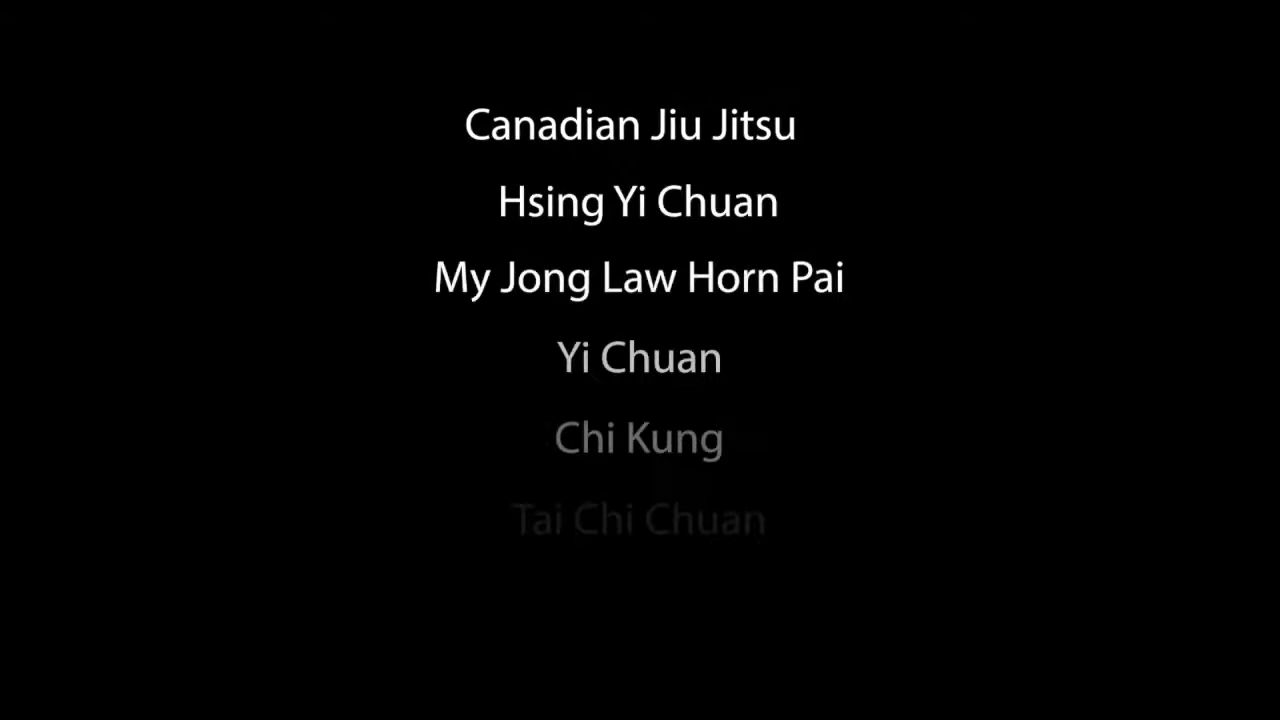 Canadian Jiu Jitsu
Hsing Yi Chuan
My Jong Law Horn Pai
Yi Chuan
Chi Kung
Tai Chi Chuan